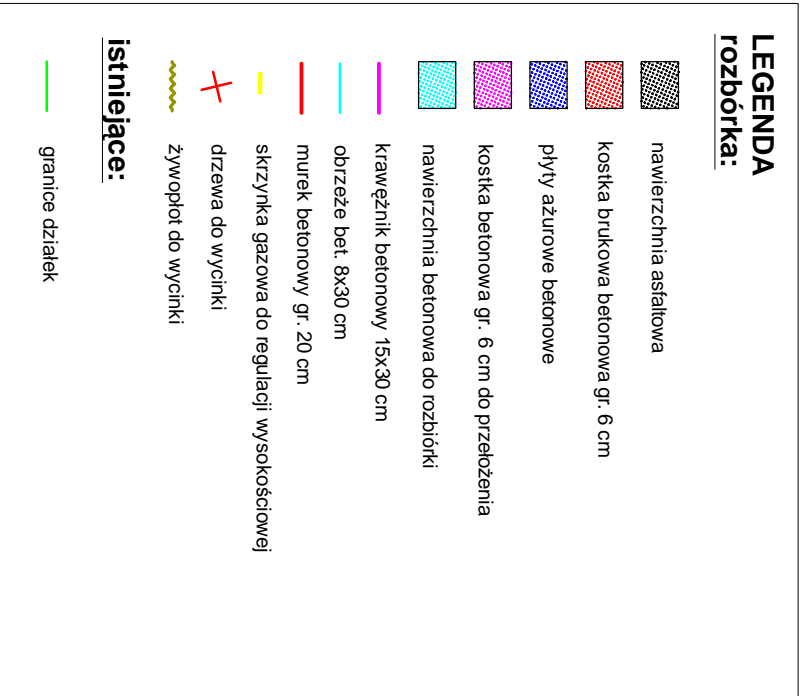 LEGENDA
rozbórka:
nawierzchnia asfaltowa
kostka brukowa betonowa gr. 6 cm
płyty ażurowe betonowe
kostka betonowa gr. 6 cm do przełożenia
nawierzchnia betonowa do rozbiórki
krawężnik betonowy 15x30 cm
obrzeże bet. 8x30 cm
murek betonowy gr. 20 cm
skrzynka gazowa do regulacji wysokościowej
drzewa do wycinki
żywopłot do wycinki
istniejące:
granice działek